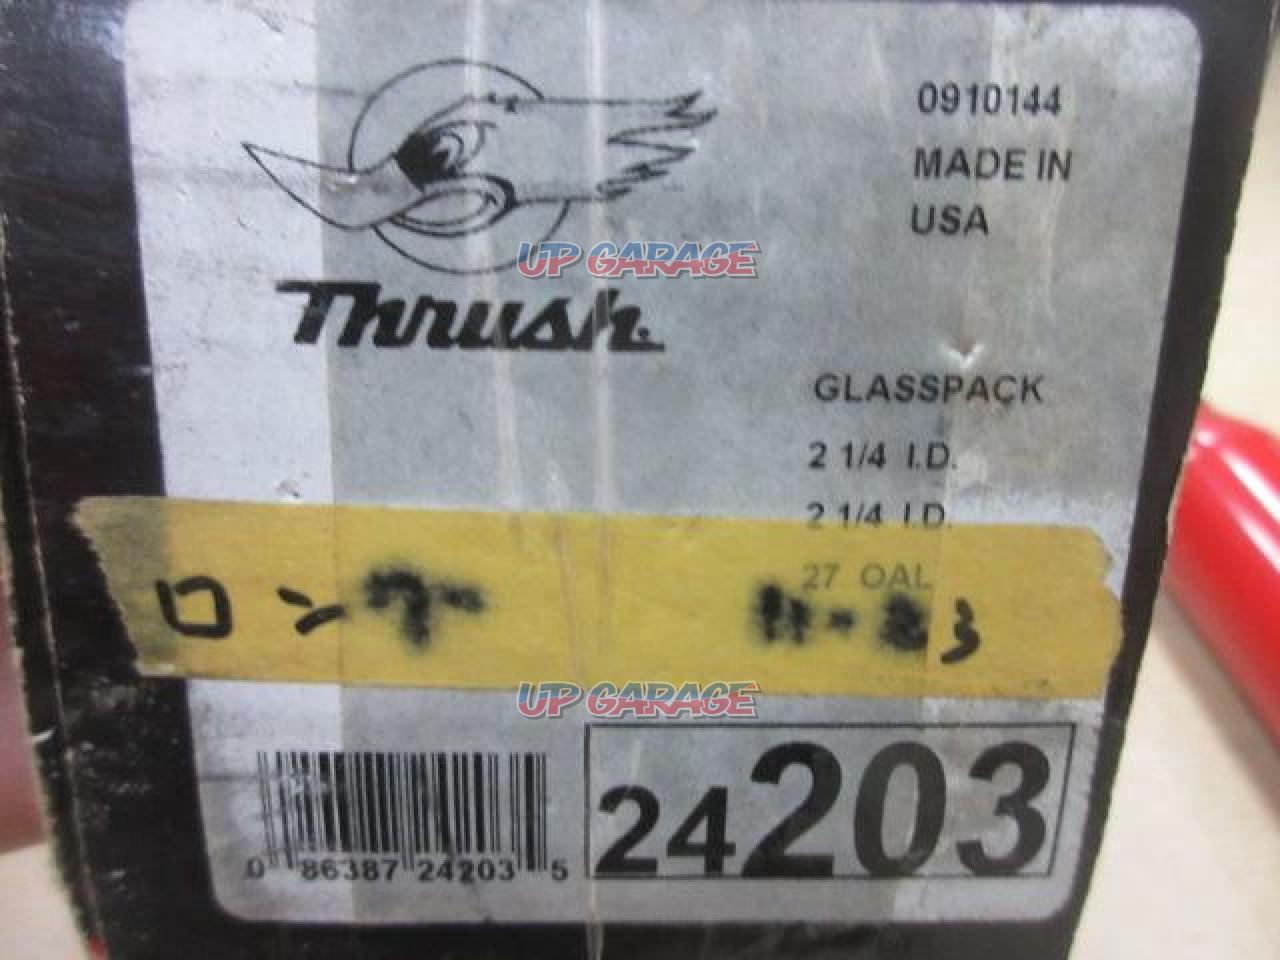 0910144
MADE IN
USA
UP GARAGE
Thrush.
GLASSPACK
2 1/4 I.D.
2 1/4 I.D.
27 OAL
ロング
UP GARAGE
24203
0 86387 24203 5